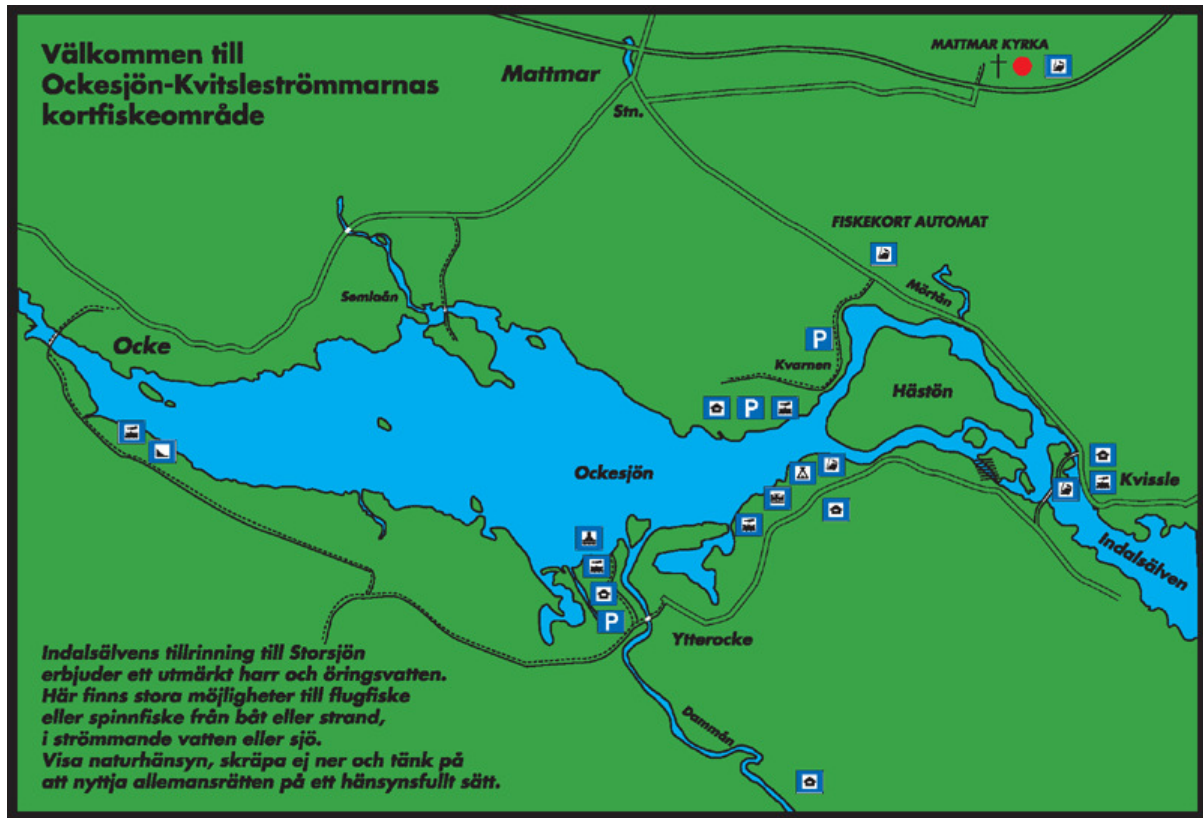 Välkommen till
Ockesjön-Kvitsleströmmarnas
kortfiskeområde
MATTMAR KYRKA
Mattmar
Stn.
FISKEKORT AUTOMAT
Mörtån
Semlaån
Ocke
P
Kvarnen
Hästön
P
Ockesjön
Kvissle
Indalsälven
P
Ytterocke
Dammån
Indalsälvens tillrinning till Storsjön
erbjuder ett utmärkt harr och öringsvatten.
Här finns stora möjligheter till flugfiske
eller spinnfiske från båt eller strand,
i strömmande vatten eller sjö.
Visa naturhänsyn, skräpa ej ner och tänk på
att nyttja allemansrätten på ett hänsynsfullt sätt.